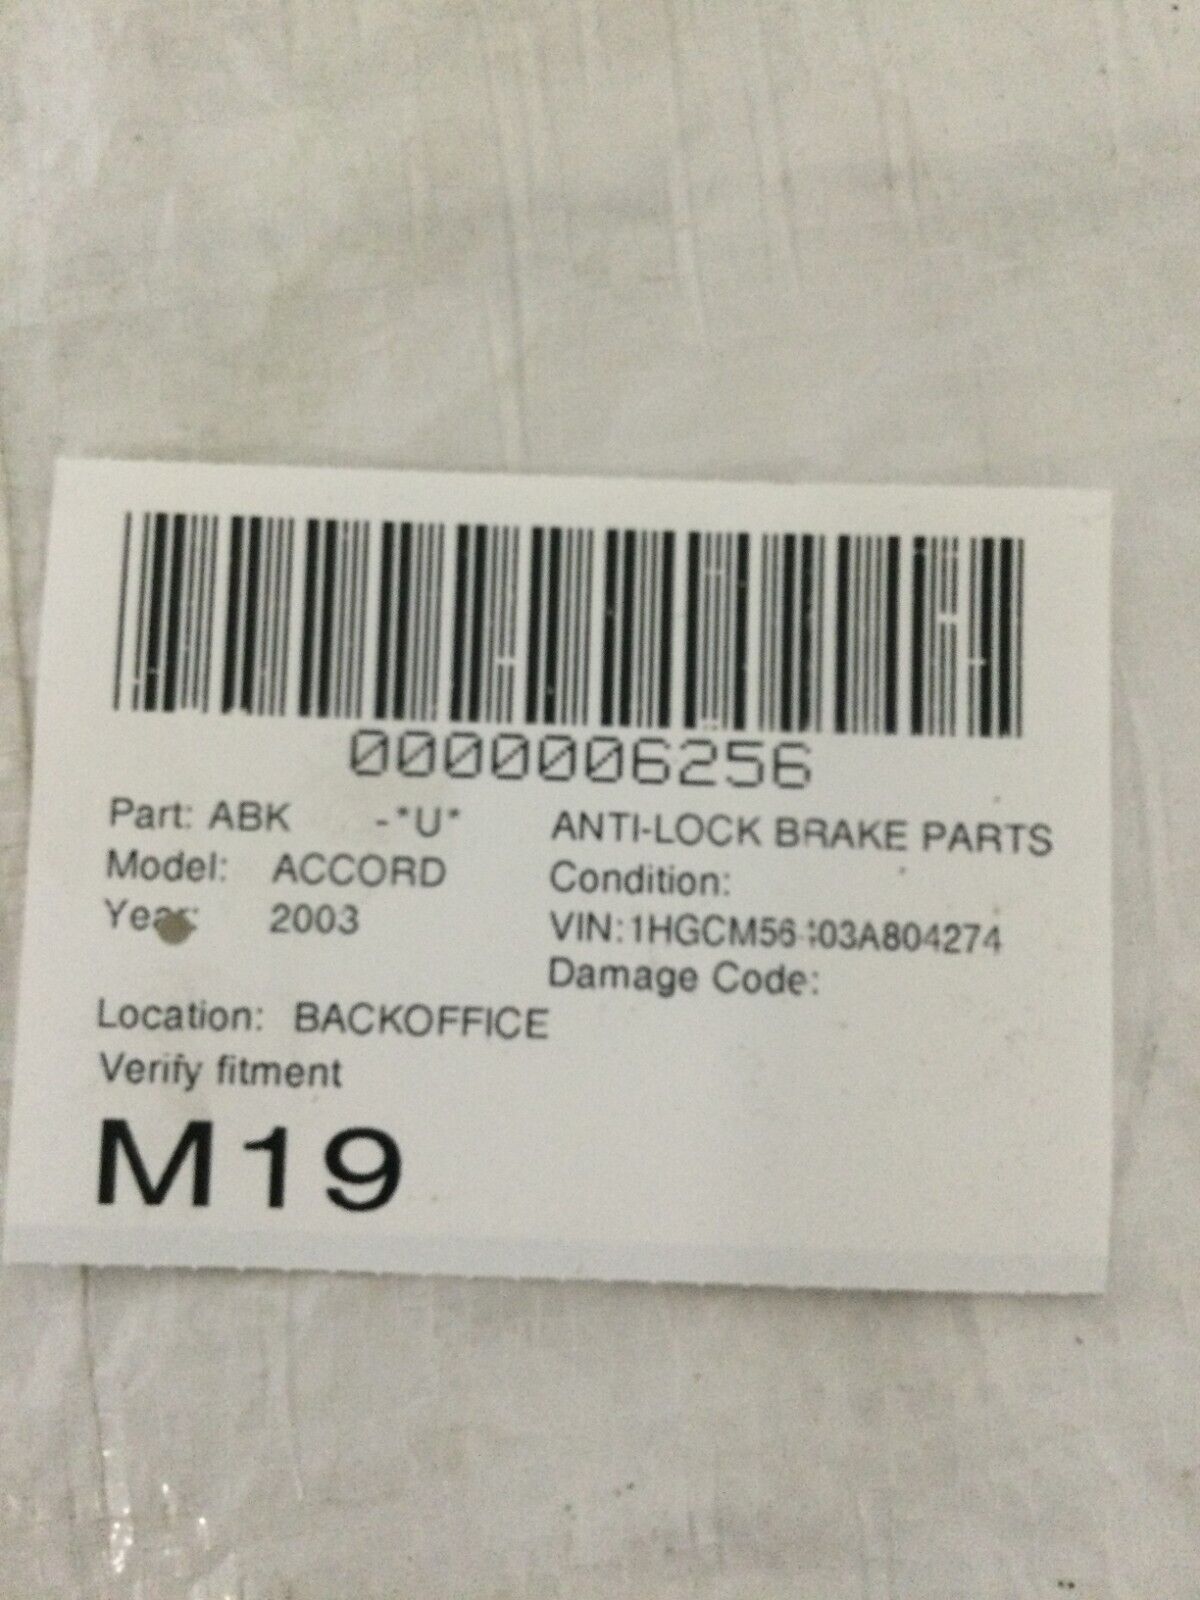 0000006256
Part: ABK -*U* ANTI-LOCK BRAKE PARTS
Model: ACCORD Condition:
Year: 2003 VIN:
Damage Code:
Location: BACKOFFICE
Verify fitment
M19